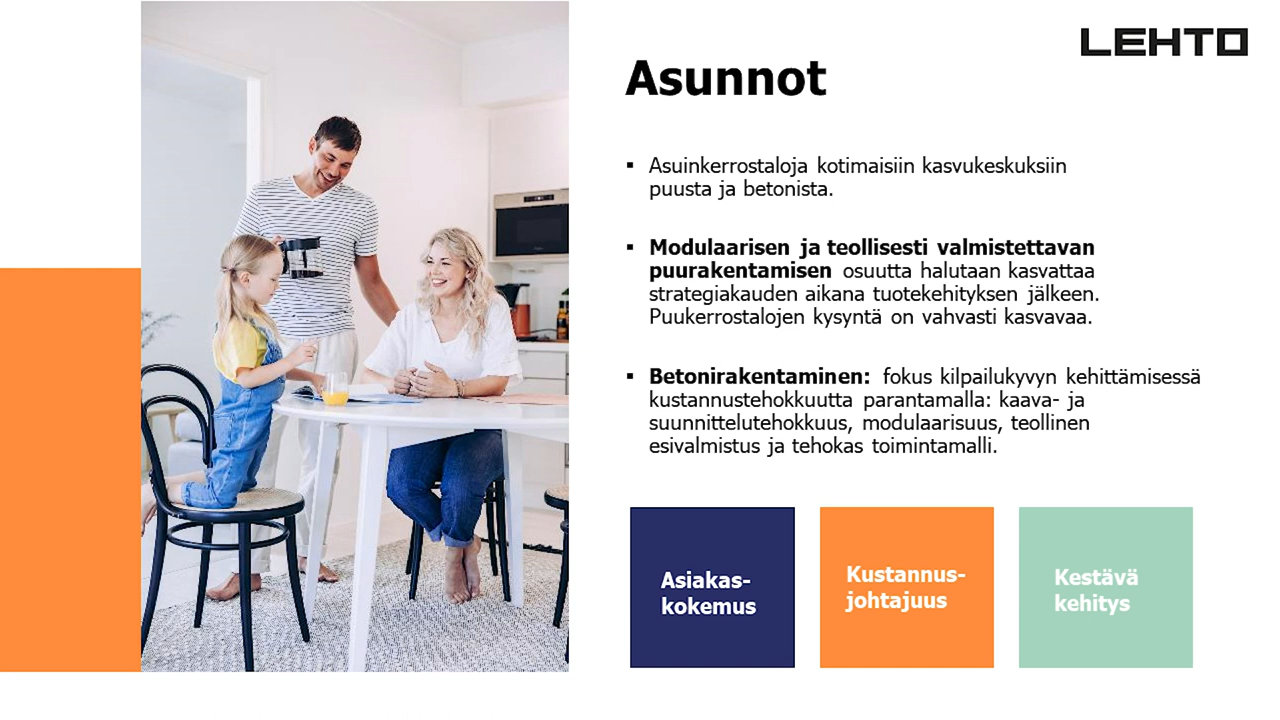 LEHTO
Asunnot
▪ Asuinkerrostaloja kotimaisiin kasvukeskuksiin
puusta ja betonista.
▪ Modulaarisen ja teollisesti valmistettavan
puurakentamisen osuutta halutaan kasvattaa
strategiakauden aikana tuotekehityksen jälkeen.
Puukerrostalojen kysyntä on vahvasti kasvavaa.
▪ Betonirakentaminen: fokus kilpailukyvyn kehittämisessä
kustannustehokkuutta parantamalla: kaava- ja
suunnittelutehokkuus, modulaarisuus, teollinen
esivalmistus ja tehokas toimintamalli.
Asiakas-
kokemus
Kustannus-
johtajuus
Kestävä
kehitys